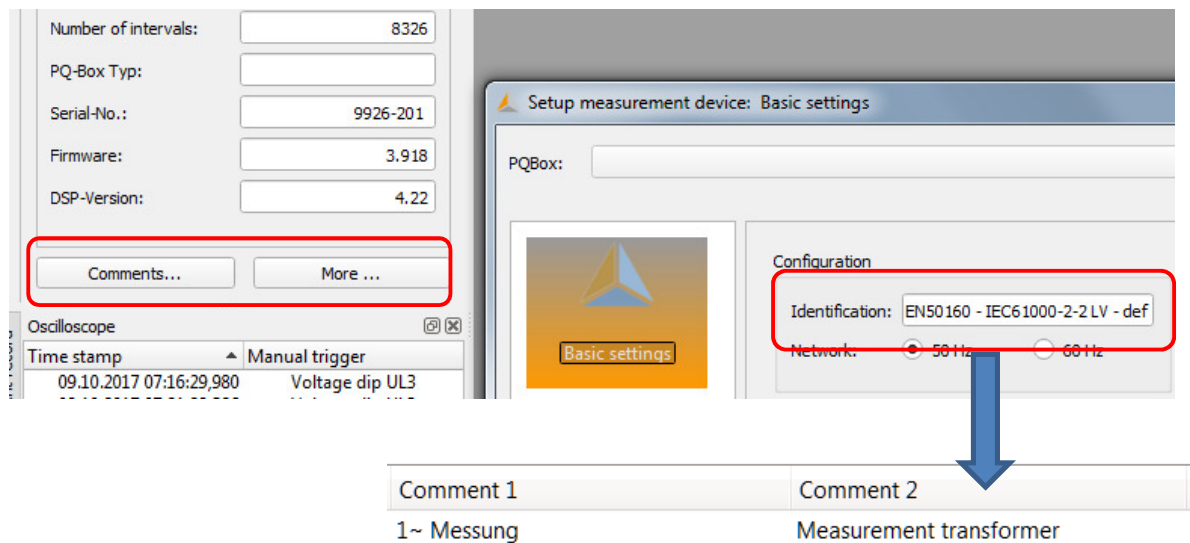 Number of intervals: 8326
PQ-Box Typ:
Serial-No.: 9926-201
Firmware: 3.918
DSP-Version: 4.22
Comments... More ...
Oscilloscope
Time stamp Manual trigger
09.10.2017 07:16:29,980 Voltage dip UL3
Setup measurement device: Basic settings
PQBox:
Basic settings
Configuration
Identification: EN50160 - IEC61000-2-2 LV - def
Network: 50 Hz 60 Hz
Comment 1 Comment 2
1~ Messung Measurement transformer